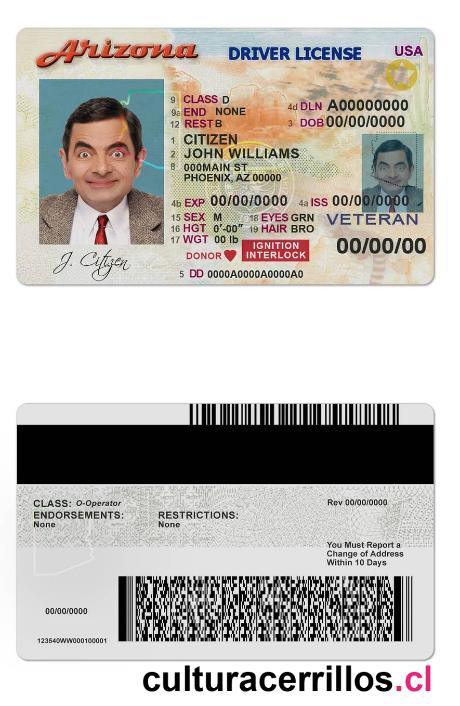 Arizona DRIVER LICENSE USA
9 CLASS D
9a END NONE 4d DLN A00000000
12 REST B 3 DOB 00/00/0000
1 CITIZEN
2 JOHN WILLIAMS
8 000MAIN ST
PHOENIX, AZ 00000
4b EXP 00/00/0000 4a ISS 00/00/0000
15 SEX M 18 EYES GRN VETERAN
16 HGT 0'-00" 19 HAIR BRO
17 WGT 00 lb 00/00/00
DONOR IGNITION
INTERLOCK
J. Citizen
5 DD 0000A0000A0000A0
CLASS: O-Operator Rev 00/00/0000
ENDORSEMENTS: RESTRICTIONS:
None None
You Must Report a
Change of Address
Within 10 Days
00/00/0000
123540WW000100001
culturacerrillos.cl